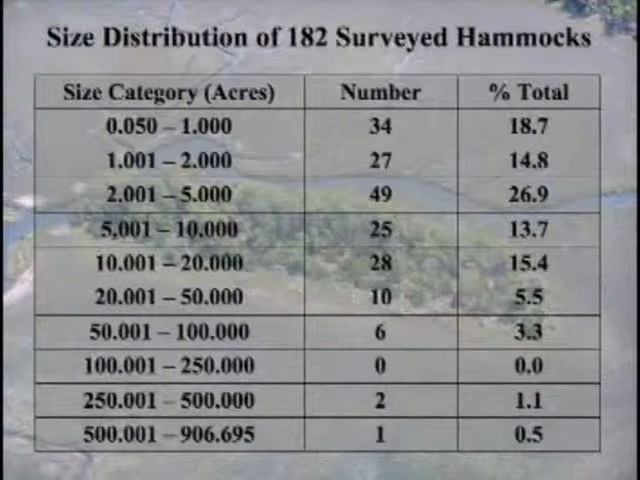 Size Distribution of 182 Surveyed Hammocks
Size Category (Acres) Number % Total
0.050 – 1.000 34 18.7
1.001 – 2.000 27 14.8
2.001 – 5.000 49 26.9
5,001 – 10.000 25 13.7
10.001 – 20.000 28 15.4
20.001 – 50.000 10 5.5
50.001 – 100.000 6 3.3
100.001 – 250.000 0 0.0
250.001 – 500.000 2 1.1
500.001 – 906.695 1 0.5